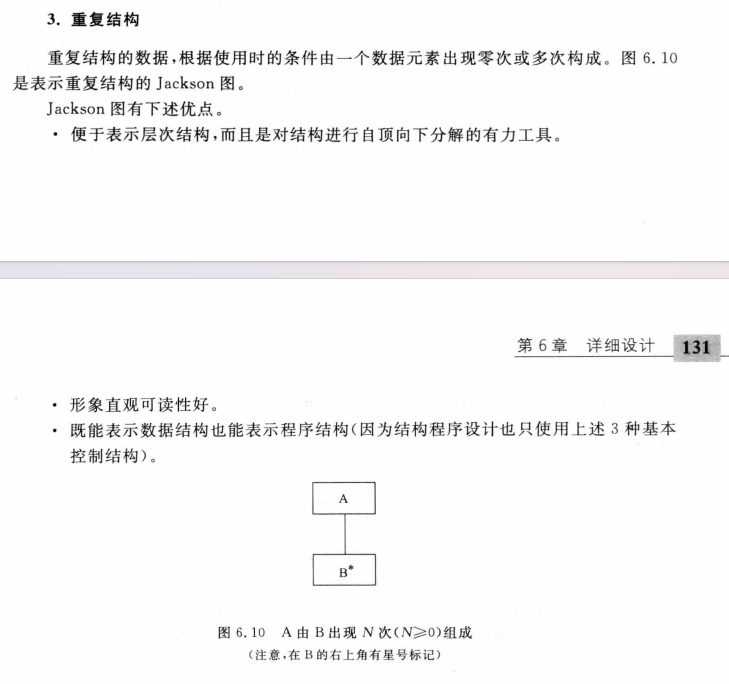 3. 重复结构
重复结构的数据,根据使用时的条件由一个数据元素出现零次或多次构成。图 6.10
是表示重复结构的 Jackson 图。
Jackson 图有下述优点。
· 便于表示层次结构,而且是对结构进行自顶向下分解的有力工具。
第 6 章 详细设计 131
· 形象直观可读性好。
· 既能表示数据结构也能表示程序结构(因为结构程序设计也只使用上述 3 种基本
控制结构)。
A
B*
图 6.10 A 由 B 出现 N 次(N⩾0)组成
(注意,在 B 的右上角有星号标记)